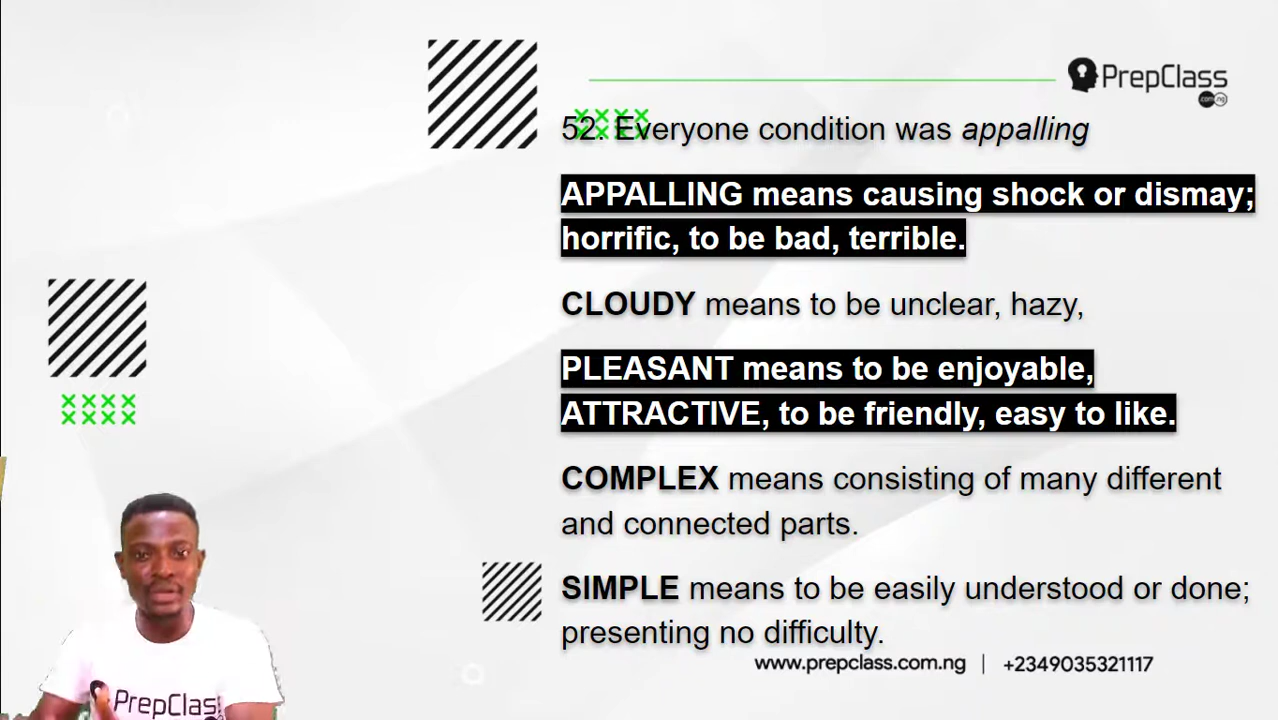 PrepClass
.com.ng
52. Everyone condition was appalling
APPALLING means causing shock or dismay;
horrific, to be bad, terrible.
CLOUDY means to be unclear, hazy,
PLEASANT means to be enjoyable,
ATTRACTIVE, to be friendly, easy to like.
COMPLEX means consisting of many different
and connected parts.
SIMPLE means to be easily understood or done;
presenting no difficulty.
www.prepclass.com.ng | +2349035321117
PrepClass